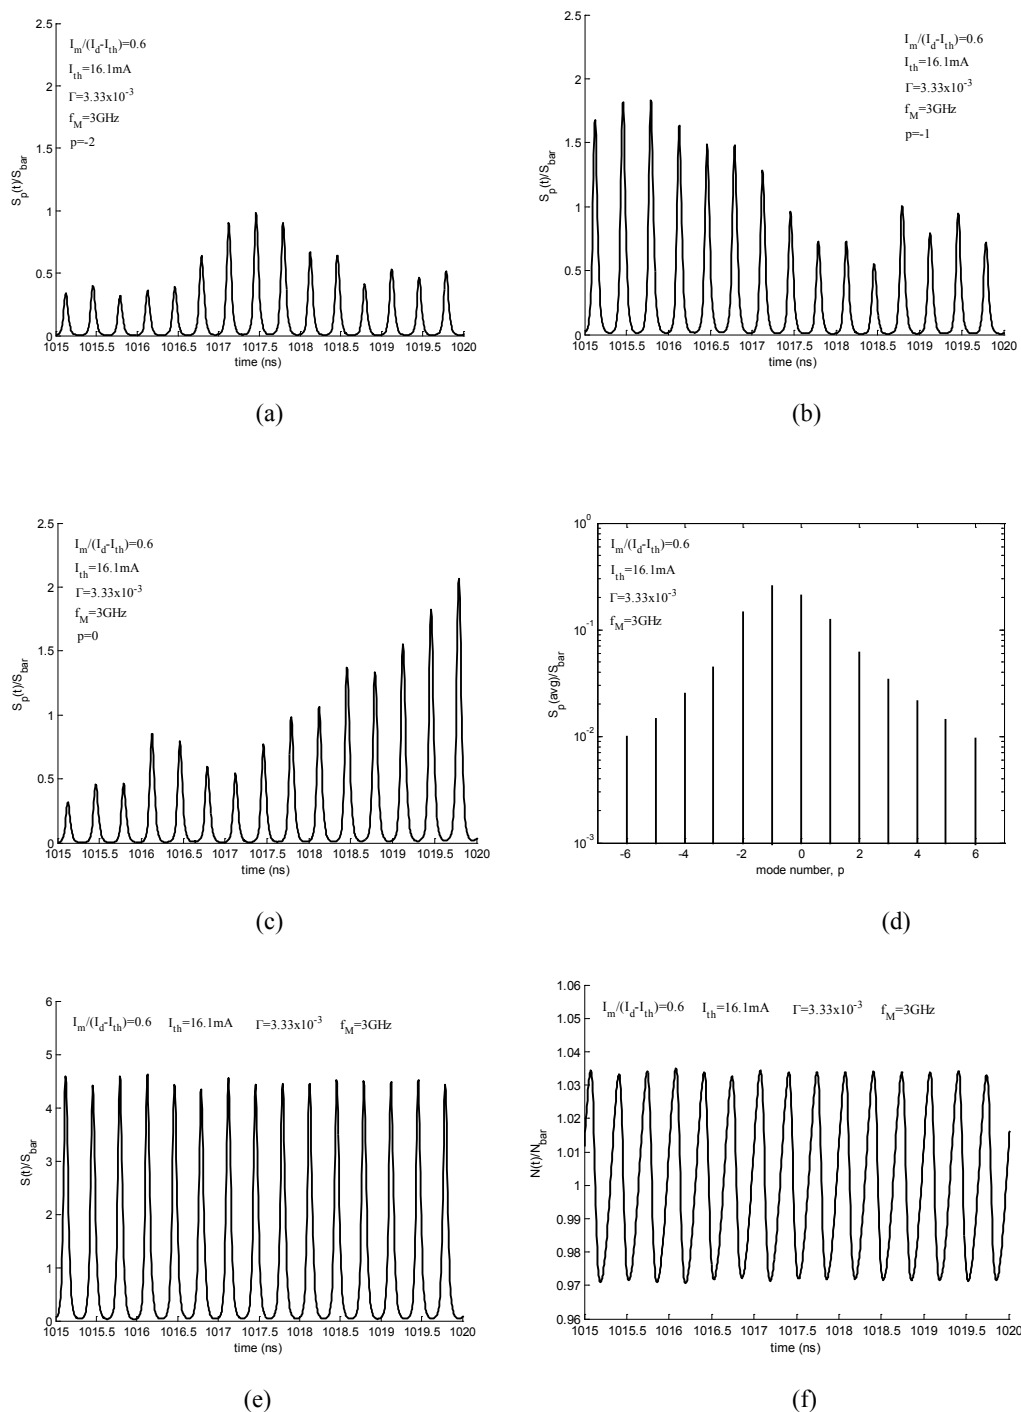 2.5
2
1.5
1
0.5
0
S_p(t)/S_bar
I_m/(I_d-I_th)=0.6
I_th=16.1mA
Γ=3.33x10^-3
f_M=3GHz
p=-2
1015 1015.5 1016 1016.5 1017 1017.5 1018 1018.5 1019 1019.5 1020
time (ns)
(a)
2.5
2
1.5
1
0.5
0
S_p(t)/S_bar
I_m/(I_d-I_th)=0.6
I_th=16.1mA
Γ=3.33x10^-3
f_M=3GHz
p=-1
1015 1015.5 1016 1016.5 1017 1017.5 1018 1018.5 1019 1019.5 1020
time (ns)
(b)
2.5
2
1.5
1
0.5
0
S_p(t)/S_bar
I_m/(I_d-I_th)=0.6
I_th=16.1mA
Γ=3.33x10^-3
f_M=3GHz
p=0
1015 1015.5 1016 1016.5 1017 1017.5 1018 1018.5 1019 1019.5 1020
time (ns)
(c)
10^0
10^-1
10^-2
10^-3
S_p(avg)/S_bar
I_m/(I_d-I_th)=0.6
I_th=16.1mA
Γ=3.33x10^-3
f_M=3GHz
-6 -4 -2 0 2 4 6
mode number, p
(d)
6
5
4
3
2
1
0
S(t)/S_bar
I_m/(I_d-I_th)=0.6 I_th=16.1mA Γ=3.33x10^-3 f_M=3GHz
1015 1015.5 1016 1016.5 1017 1017.5 1018 1018.5 1019 1019.5 1020
time (ns)
(e)
1.06
1.05
1.04
1.03
1.02
1.01
1
0.99
0.98
0.97
0.96
N(t)/N_bar
I_m/(I_d-I_th)=0.6 I_th=16.1mA Γ=3.33x10^-3 f_M=3GHz
1015 1015.5 1016 1016.5 1017 1017.5 1018 1018.5 1019 1019.5 1020
time (ns)
(f)